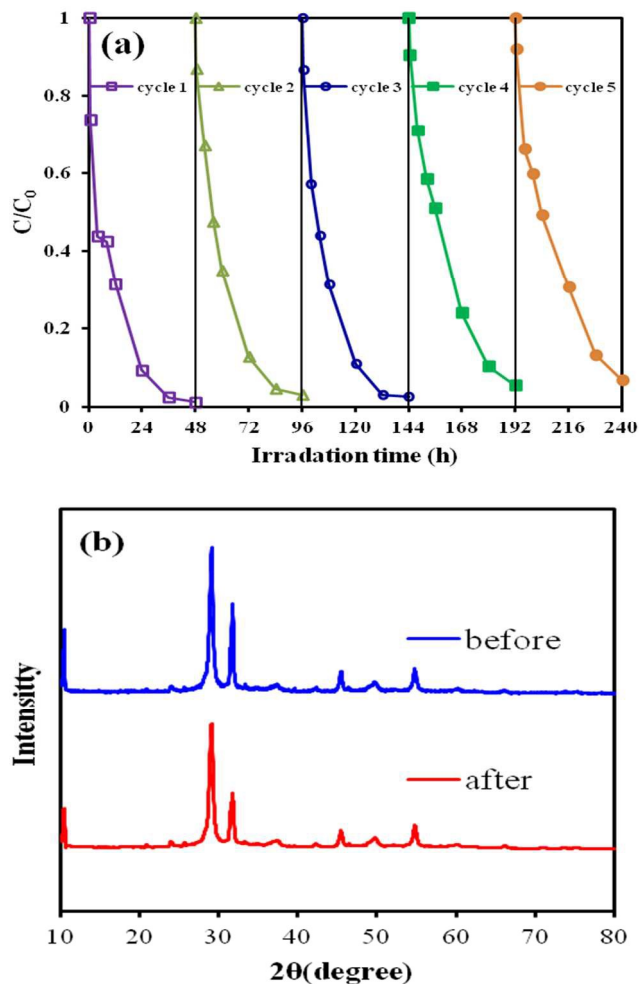 (a)
1
0.8
0.6
0.4
0.2
0
C/C0
cycle 1 cycle 2 cycle 3 cycle 4 cycle 5
0 24 48 72 96 120 144 168 192 216 240
Irradation time (h)
(b)
before
after
Intensitty
10 20 30 40 50 60 70 80
2θ(degree)